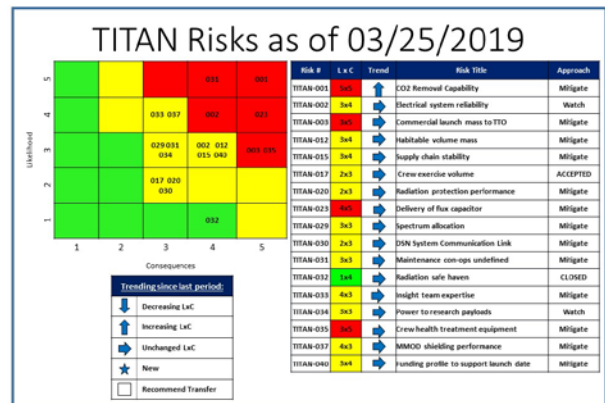 TITAN Risks as of 03/25/2019
Likelihood
5
031
001
4
033 037
002
023
3
029 031
034
002 012
015 040
003 035
2
017 020
030
1
032
1 2 3 4 5
Consequences
Trending since last period:
Decreasing LxC
Increasing LxC
Unchanged LxC
New
Recommend Transfer
Risk # L x C Trend Risk Title Approach
TITAN-001 5x5 CO2 Removal Capability Mitigate
TITAN-002 3x4 Electrical system reliability Watch
TITAN-003 3x5 Commercial launch mass to TTO Mitigate
TITAN-012 3x4 Habitable volume mass Mitigate
TITAN-015 3x4 Supply chain stability Mitigate
TITAN-017 2x3 Crew exercise volume ACCEPTED
TITAN-020 2x3 Radiation protection performance Mitigate
TITAN-023 4x5 Delivery of flux capacitor Mitigate
TITAN-029 3x3 Spectrum allocation Mitigate
TITAN-030 2x3 DSN System Communication Link Mitigate
TITAN-031 3x3 Maintenance con-ops undefined Mitigate
TITAN-032 1x4 Radiation safe haven CLOSED
TITAN-033 4x3 Insight team expertise Mitigate
TITAN-034 3x3 Power to research payloads Watch
TITAN-035 3x5 Crew health treatment equipment Mitigate
TITAN-037 4x3 MMOD shielding performance Mitigate
TITAN-040 3x4 Funding profile to support launch date Mitigate